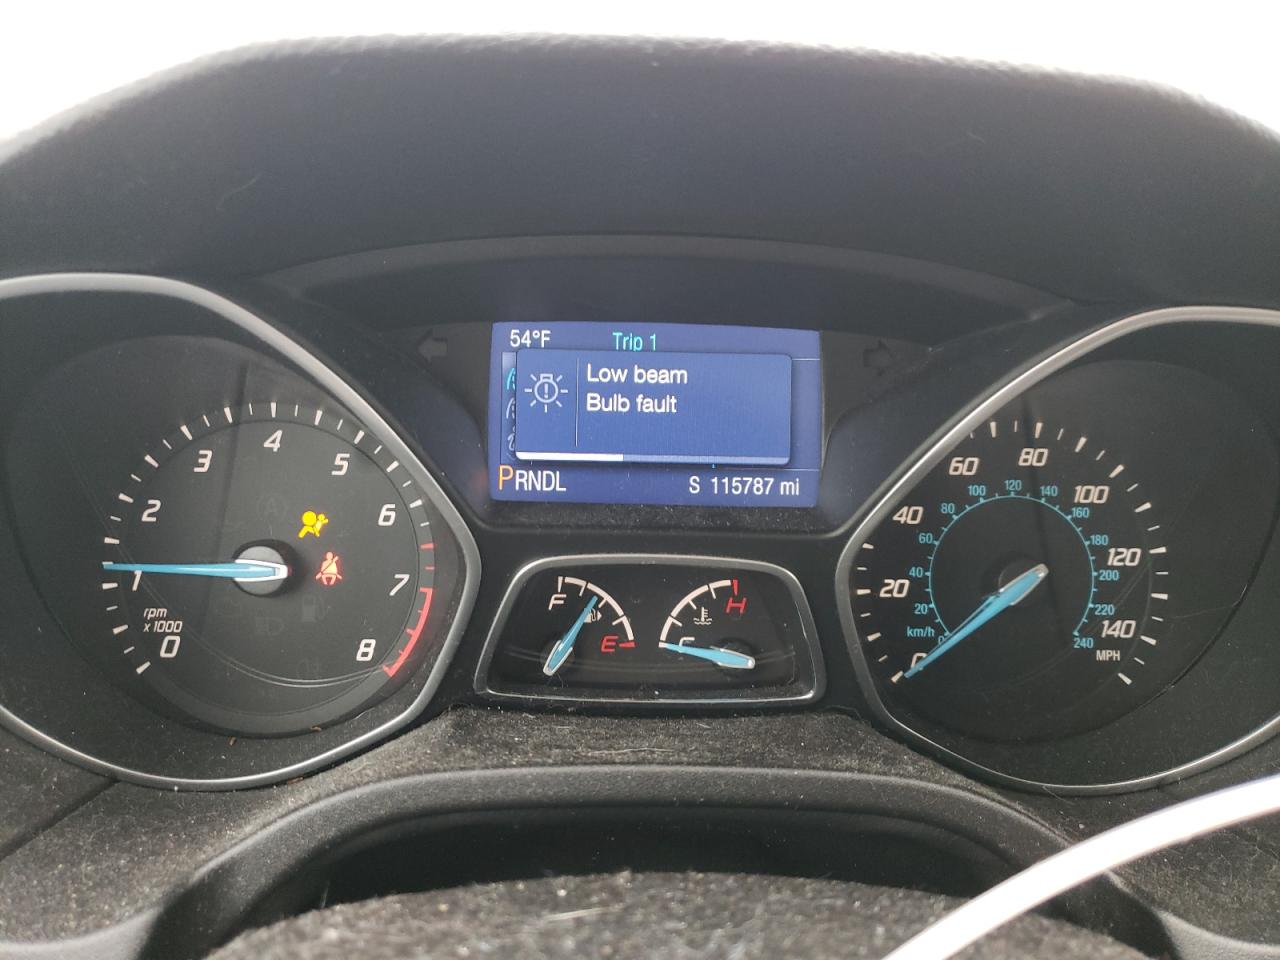 54°F Trip 1
Low beam
Bulb fault
PRNDL S 115787 mi
0 1 2 3 4 5 6 7 8
rpm
x1000
F E
C H
0 20 40 60 80 100 120 140
MPH
km/h
0 20 40 60 80 100 120 140 160 180 200 220 240